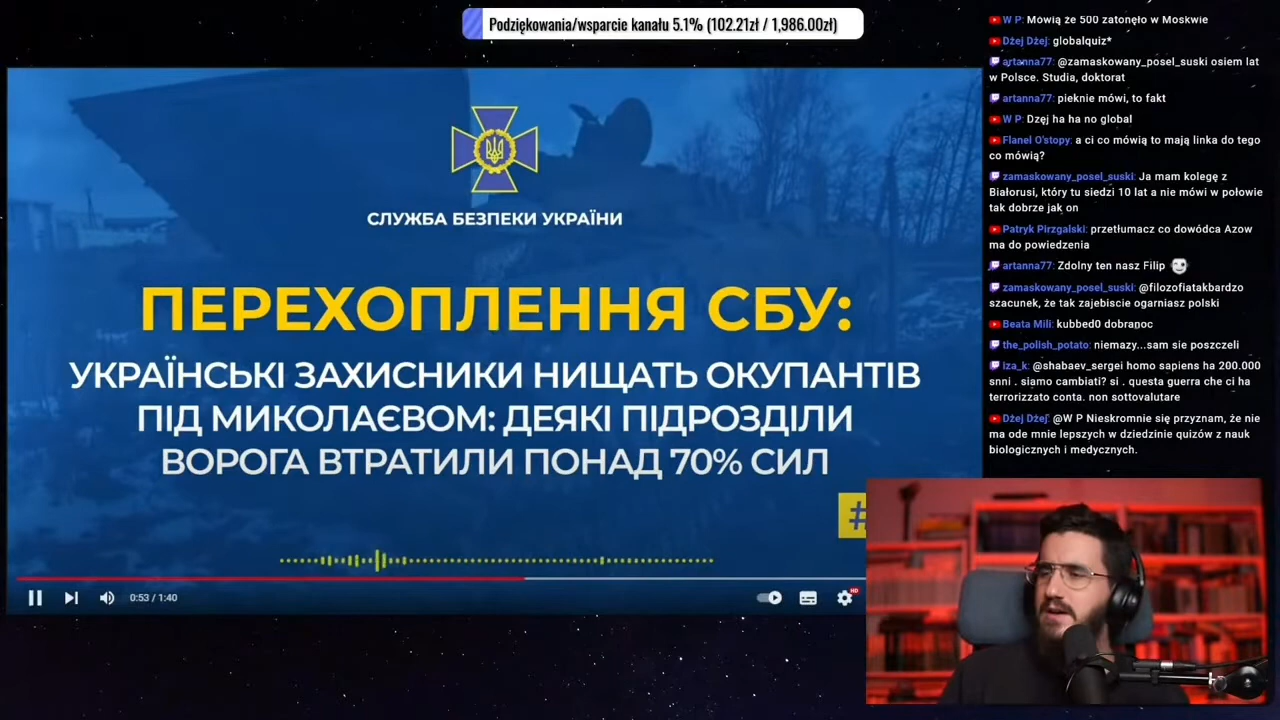 Podziękowania/wsparcie kanału 5.1% (102.21zł / 1,986.00zł)
СЛУЖБА БЕЗПЕКИ УКРАЇНИ
ПЕРЕХОПЛЕННЯ СБУ:
УКРАЇНСЬКІ ЗАХИСНИКИ НИЩАТЬ ОКУПАНТІВ
ПІД МИКОЛАЄВОМ: ДЕЯКІ ПІДРОЗДІЛИ
ВОРОГА ВТРАТИЛИ ПОНАД 70% СИЛ
#
0:53 / 1:40
HD
W P: Mówią że 500 zatonęło w Moskwie
Dżej Dżej: globalquiz*
artanna77: @zamaskowany_posel_suski osiem lat
w Polsce. Studia, doktorat
artanna77: pieknie mówi, to fakt
W P: Dzęj ha ha no global
Flanel O'stopy: a ci co mówią to mają linka do tego
co mówią?
zamaskowany_posel_suski: Ja mam kolegę z
Białorusi, który tu siedzi 10 lat a nie mówi w połowie
tak dobrze jak on
Patryk Pirzgalski: przetłumacz co dowódca Azow
ma do powiedzenia
artanna77: Zdolny ten nasz Filip
zamaskowany_posel_suski: @filozofiatakbardzo
szacunek, że tak zajebiscie ogarniasz polski
Beata Mili: kubbed0 dobranoc
the_polish_potato: niemazy...sam sie poszczeli
iza_k: @shabaev_sergei homo sapiens ha 200.000
snni . siamo cambiati? si . questa guerra che ci ha
terrorizzato conta. non sottovalutare
Dżej Dżej: @W P Nieskromnie się przyznam, że nie
ma ode mnie lepszych w dziedzinie quizów z nauk
biologicznych i medycznych.